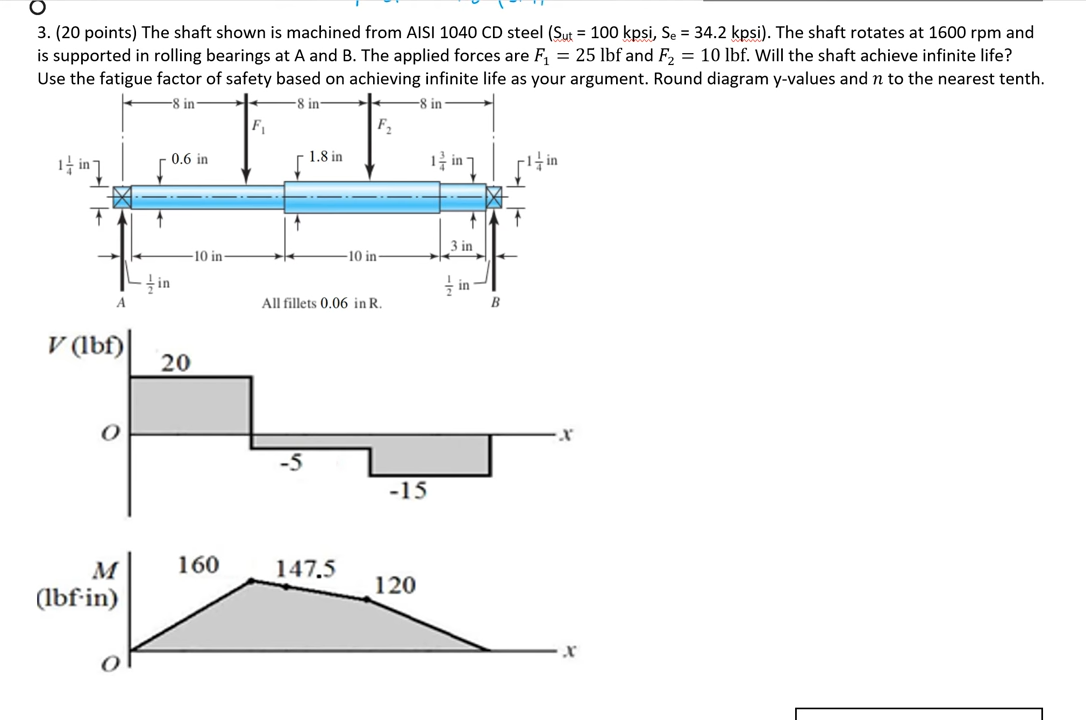 3. (20 points) The shaft shown is machined from AISI 1040 CD steel (Sut = 100 kpsi, Se = 34.2 kpsi). The shaft rotates at 1600 rpm and
is supported in rolling bearings at A and B. The applied forces are F₁ = 25 lbf and F₂ = 10 lbf. Will the shaft achieve infinite life?
Use the fatigue factor of safety based on achieving infinite life as your argument. Round diagram y-values and n to the nearest tenth.
8 in 8 in 8 in
F₁ F₂
1 1/4 in 0.6 in 1.8 in 1 3/4 in 1 1/4 in
10 in 10 in 3 in
1/2 in 1/2 in
A All fillets 0.06 in R. B
V (lbf)
20
O x
-5
-15
M 160 147.5 120
(lbf·in)
O x